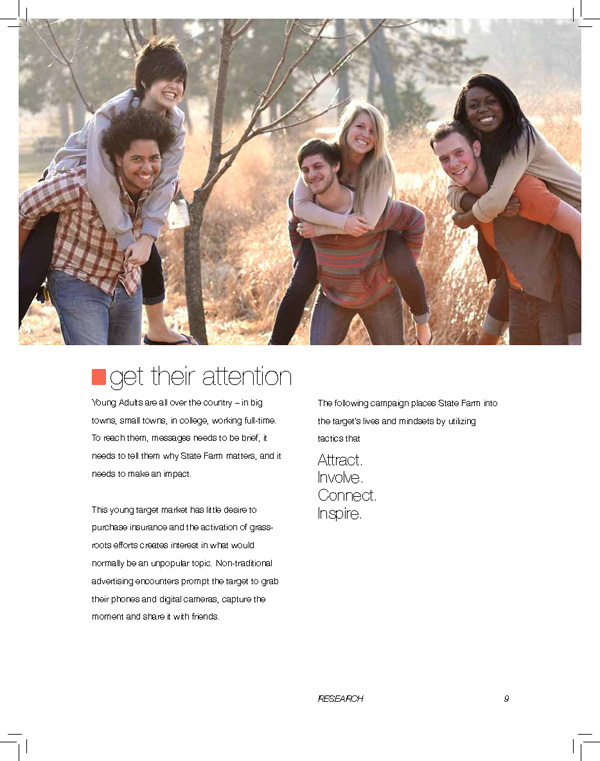 get their attention
Young Adults are all over the country – in big
towns, small towns, in college, working full-time.
To reach them, messages needs to be brief, it
needs to tell them why State Farm matters, and it
needs to make an impact.
This young target market has little desire to
purchase insurance and the activation of grass-
roots efforts creates interest in what would
normally be an unpopular topic. Non-traditional
advertising encounters prompt the target to grab
their phones and digital cameras, capture the
moment and share it with friends.
The following campaign places State Farm into
the target's lives and mindsets by utilizing
tactics that
Attract.
Involve.
Connect.
Inspire.
RESEARCH 9